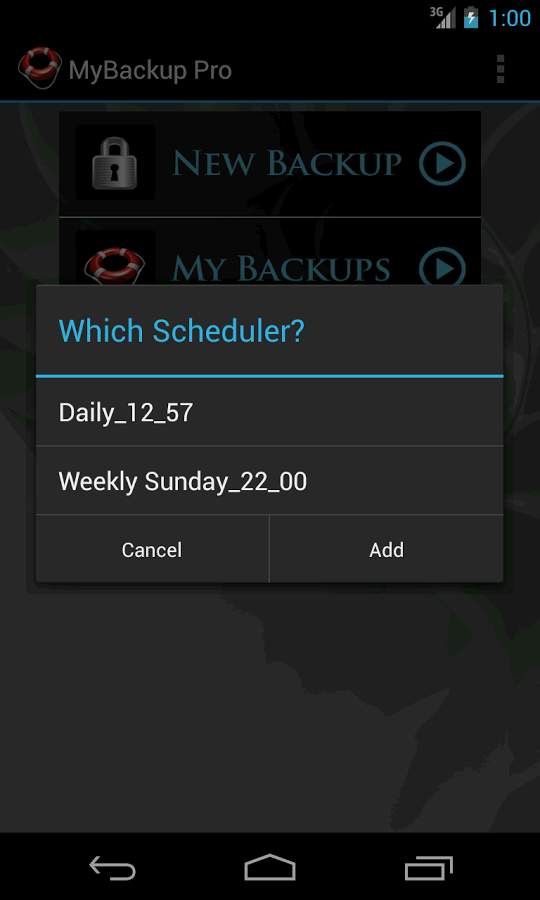 3G
1:00
MyBackup Pro
New Backup
My Backups
Which Scheduler?
Daily_12_57
Weekly Sunday_22_00
Cancel
Add